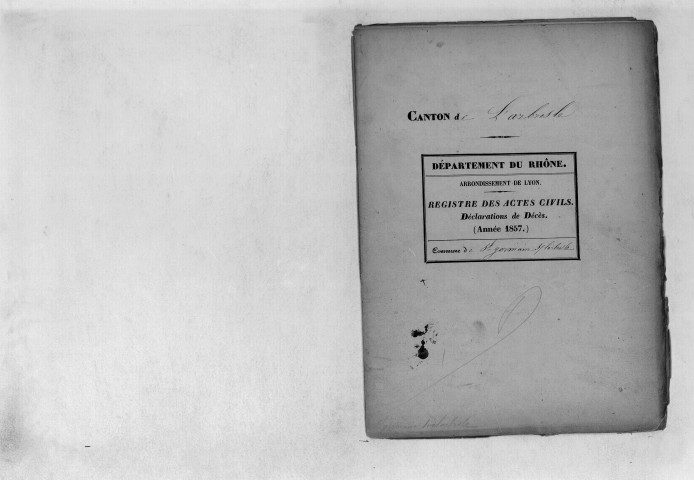 CANTON de L'arbresle
DÉPARTEMENT DU RHÔNE.
ARRONDISSEMENT DE LYON.
REGISTRE DES ACTES CIVILS.
Déclarations de Décès.
(Année 1857.)
Commune de St germain